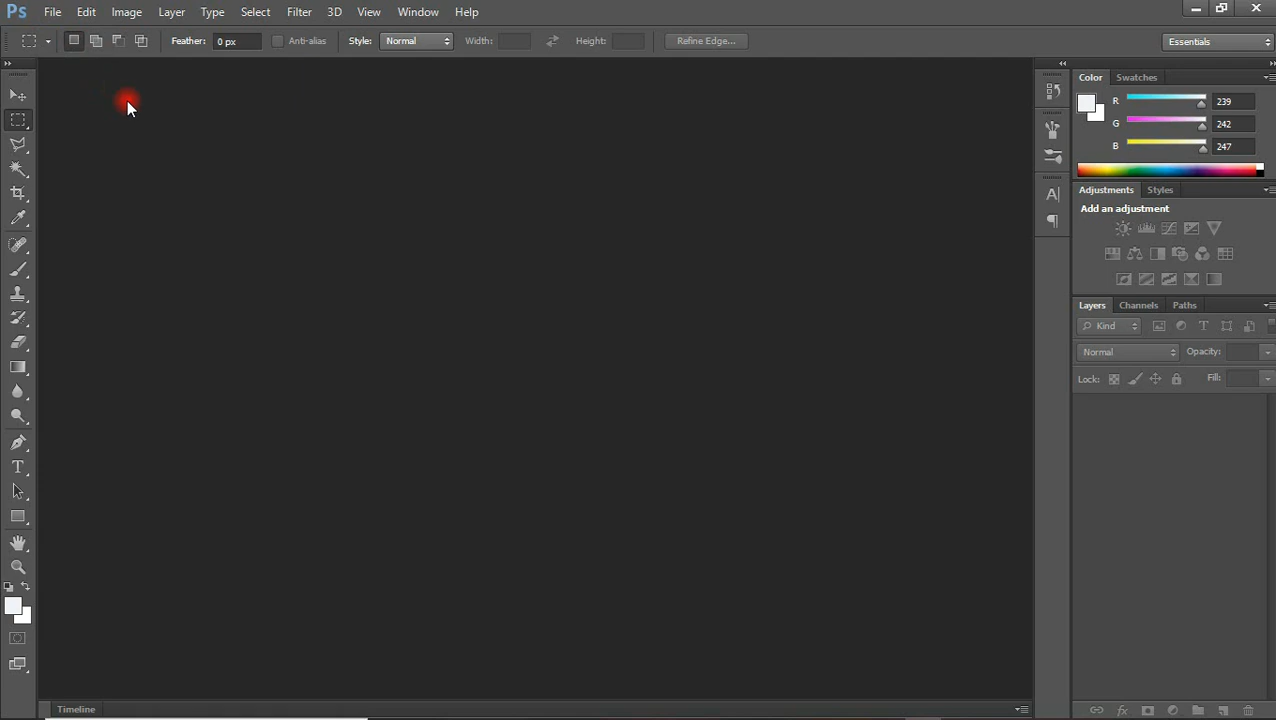 Ps File Edit Image Layer Type Select Filter 3D View Window Help
Feather: 0 px Anti-alias Style: Normal Width: Height: Refine Edge... Essentials
Color Swatches
R 239
G 242
B 247
Adjustments Styles
Add an adjustment
Layers Channels Paths
Kind
Normal Opacity:
Lock: Fill:
Timeline